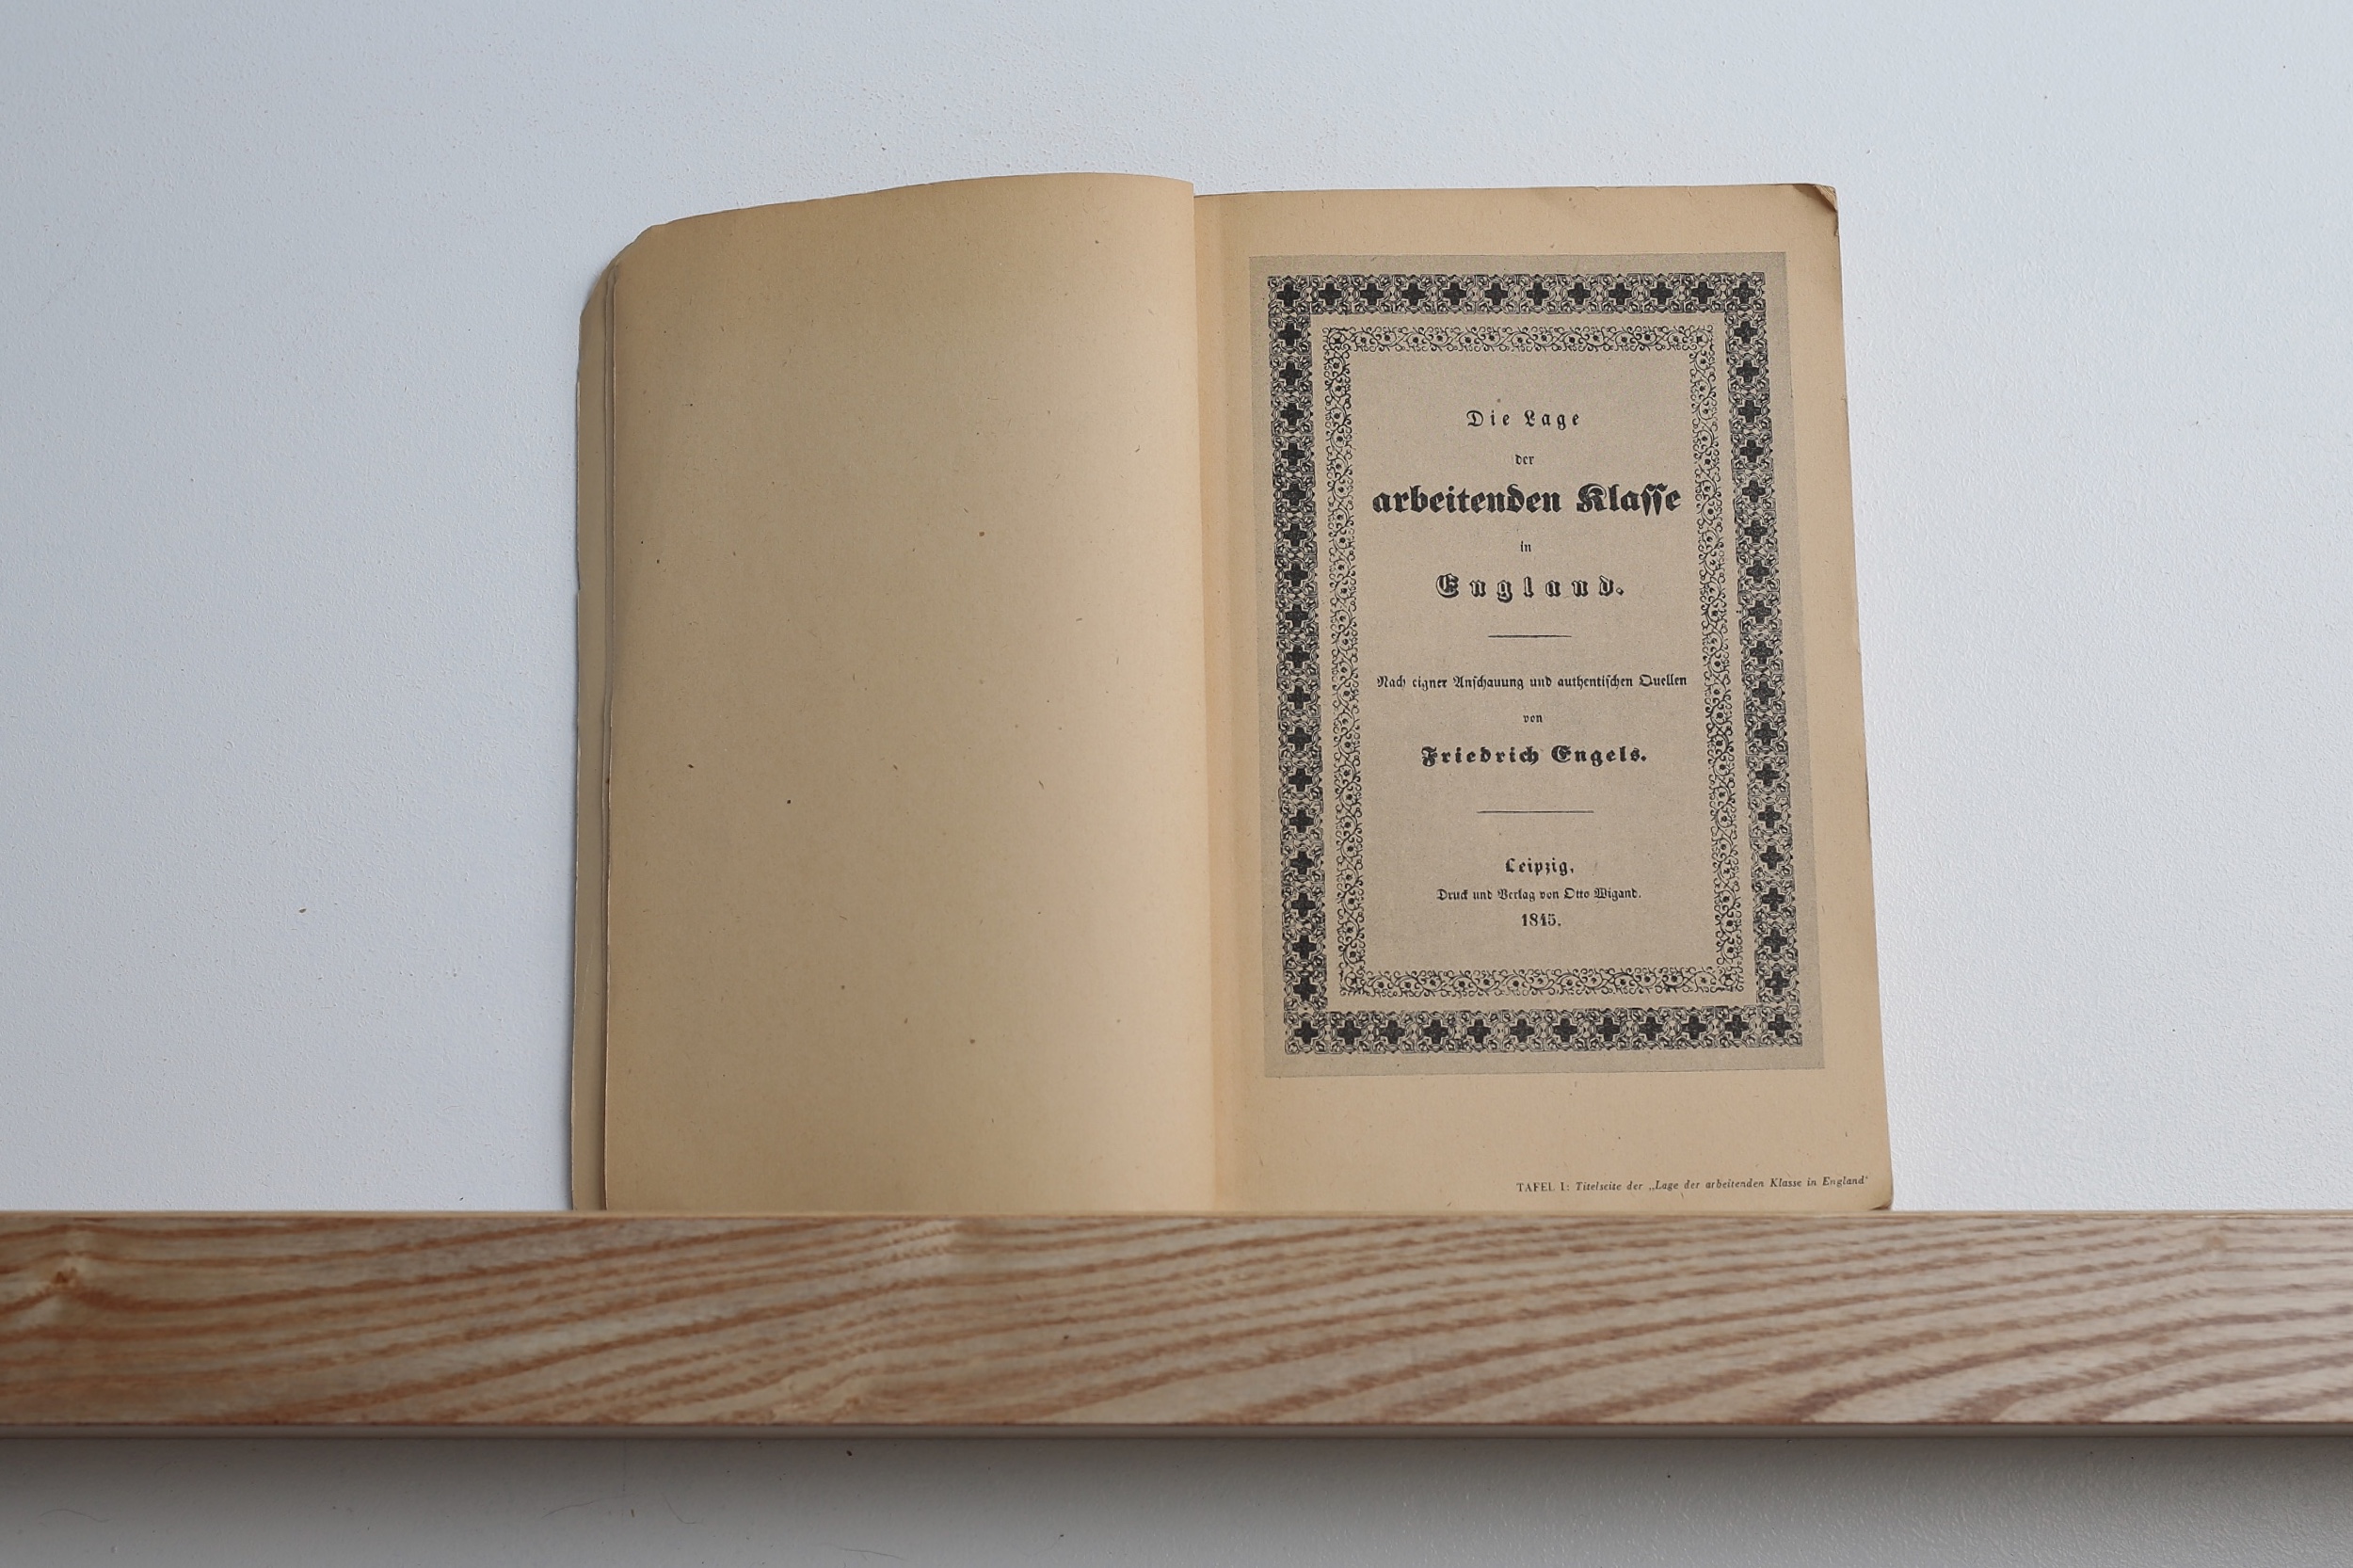 Die Lage
der
arbeitenden Klaſſe
in
England.
Nach eigner Anſchauung und authentiſchen Quellen
von
Friedrich Engels.
Leipzig,
Druck und Verlag von Otto Wigand.
1845.
TAFEL I: Titelseite der „Lage der arbeitenden Klasse in England‘